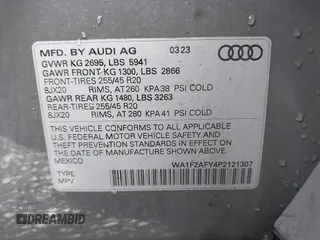 MFD. BY AUDI AG 03 23
GVWR KG 2695, LBS 5941
GAWR FRONT KG 1300, LBS 2866
FRONT-TIRES 255/45 R20
8JX20 RIMS, AT 260 KPA 38 PSI COLD
GAWR REAR KG 1480, LBS 3263
REAR-TIRES 255/45 R20
8JX20 RIMS, AT 280 KPA 41 PSI COLD
THIS VEHICLE CONFORMS TO ALL APPLICABLE
U.S. FEDERAL MOTOR VEHICLE SAFETY AND THEFT
PREVENTION STANDARDS IN EFFECT ON THE DATE OF
MANUFACTURE SHOWN ABOVE.
MEXICO
WA1F2AFY4P2121307
TYPE:
MPV
DREAMBID